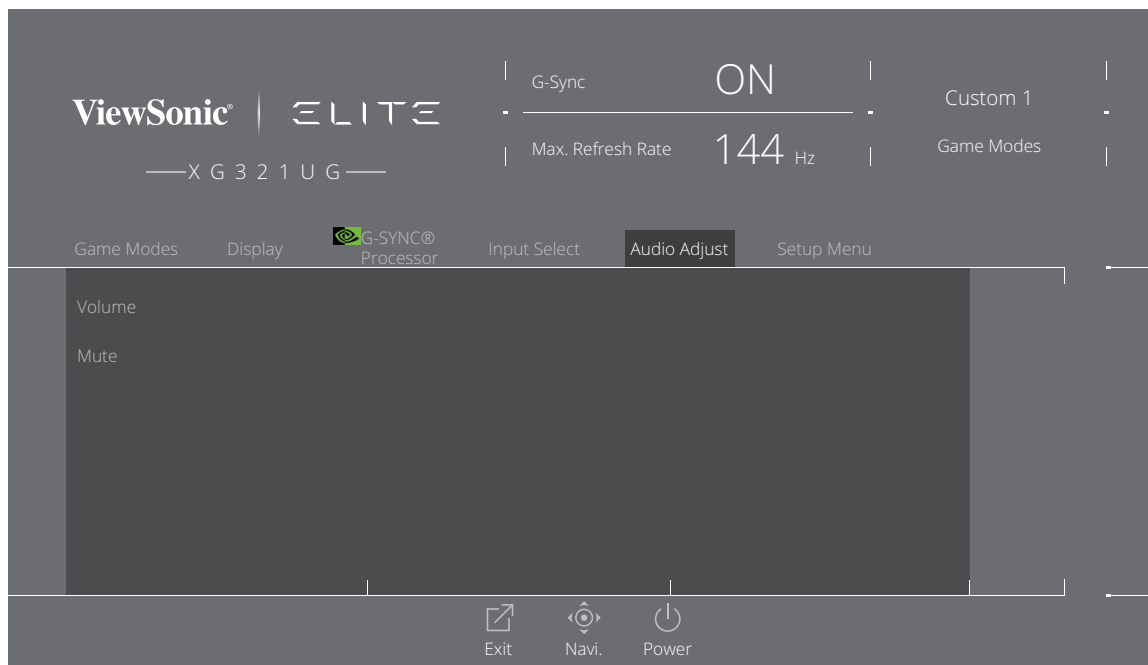 ViewSonic® ELITE
XG321UG
G-Sync ON
Max. Refresh Rate 144 Hz
Custom 1
Game Modes
Game Modes
Display
G-SYNC®
Processor
Input Select
Audio Adjust
Setup Menu
Volume
Mute
Exit
Navi.
Power